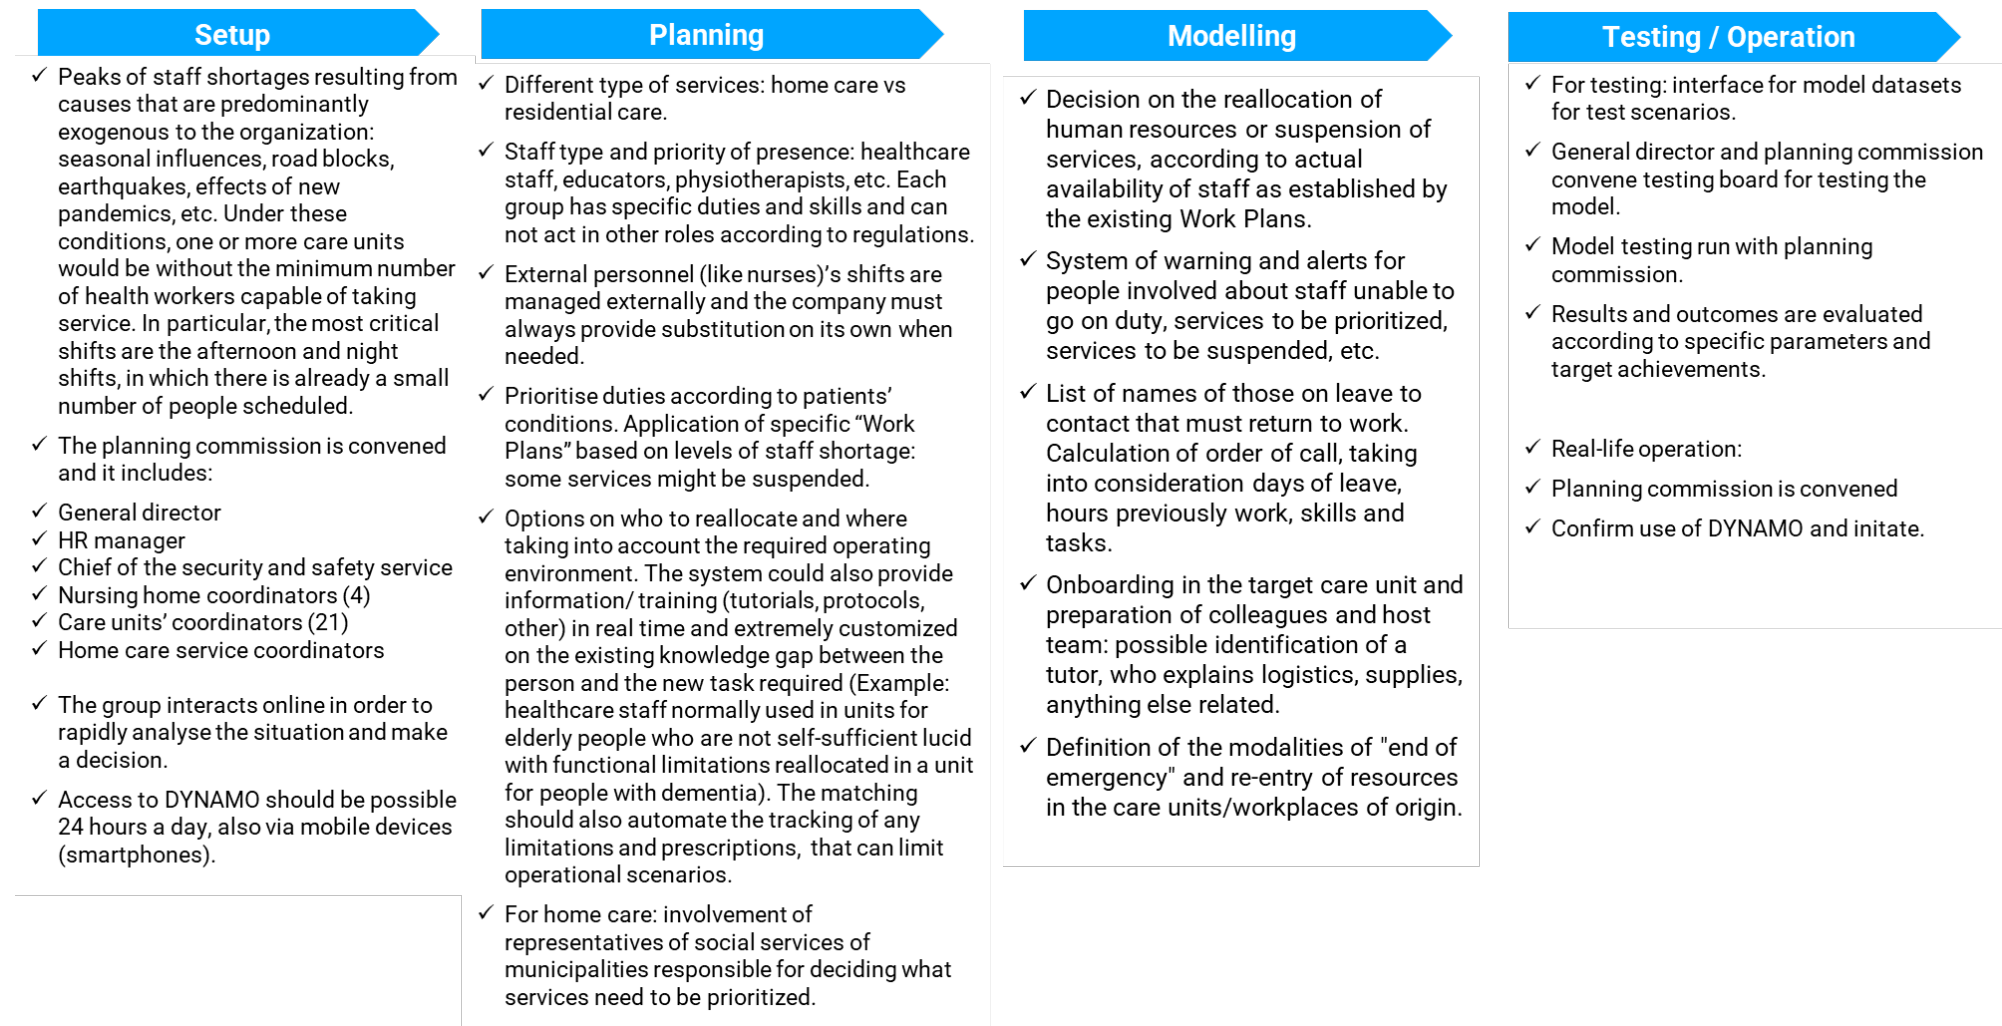 Setup
Peaks of staff shortages resulting from
causes that are predominantly
exogenous to the organization:
seasonal influences, road blocks,
earthquakes, effects of new
pandemics, etc. Under these
conditions, one or more care units
would be without the minimum number
of health workers capable of taking
service. In particular, the most critical
shifts are the afternoon and night
shifts, in which there is already a small
number of people scheduled.
The planning commission is convened
and it includes:
General director
HR manager
Chief of the security and safety service
Nursing home coordinators (4)
Care units’ coordinators (21)
Home care service coordinators
The group interacts online in order to
rapidly analyse the situation and make
a decision.
Access to DYNAMO should be possible
24 hours a day, also via mobile devices
(smartphones).
Planning
Different type of services: home care vs
residential care.
Staff type and priority of presence: healthcare
staff, educators, physiotherapists, etc. Each
group has specific duties and skills and can
not act in other roles according to regulations.
External personnel (like nurses)’s shifts are
managed externally and the company must
always provide substitution on its own when
needed.
Prioritise duties according to patients’
conditions. Application of specific “Work
Plans” based on levels of staff shortage:
some services might be suspended.
Options on who to reallocate and where
taking into account the required operating
environment. The system could also provide
information/ training (tutorials, protocols,
other) in real time and extremely customized
on the existing knowledge gap between the
person and the new task required (Example:
healthcare staff normally used in units for
elderly people who are not self-sufficient lucid
with functional limitations reallocated in a unit
for people with dementia). The matching
should also automate the tracking of any
limitations and prescriptions,  that can limit
operational scenarios.
For home care: involvement of
representatives of social services of
municipalities responsible for deciding what
services need to be prioritized.
Modelling
Decision on the reallocation of
human resources or suspension of
services, according to actual
availability of staff as established by
the existing Work Plans.
System of warning and alerts for
people involved about staff unable to
go on duty, services to be prioritized,
services to be suspended, etc.
List of names of those on leave to
contact that must return to work.
Calculation of order of call, taking
into consideration days of leave,
hours previously work, skills and
tasks.
Onboarding in the target care unit and
preparation of colleagues and host
team: possible identification of a
tutor, who explains logistics, supplies,
anything else related.
Definition of the modalities of "end of
emergency" and re-entry of resources
in the care units/workplaces of origin.
Testing / Operation
For testing: interface for model datasets
for test scenarios.
General director and planning commission
convene testing board for testing the
model.
Model testing run with planning
commission.
Results and outcomes are evaluated
according to specific parameters and
target achievements.
Real-life operation:
Planning commission is convened
Confirm use of DYNAMO and initate.